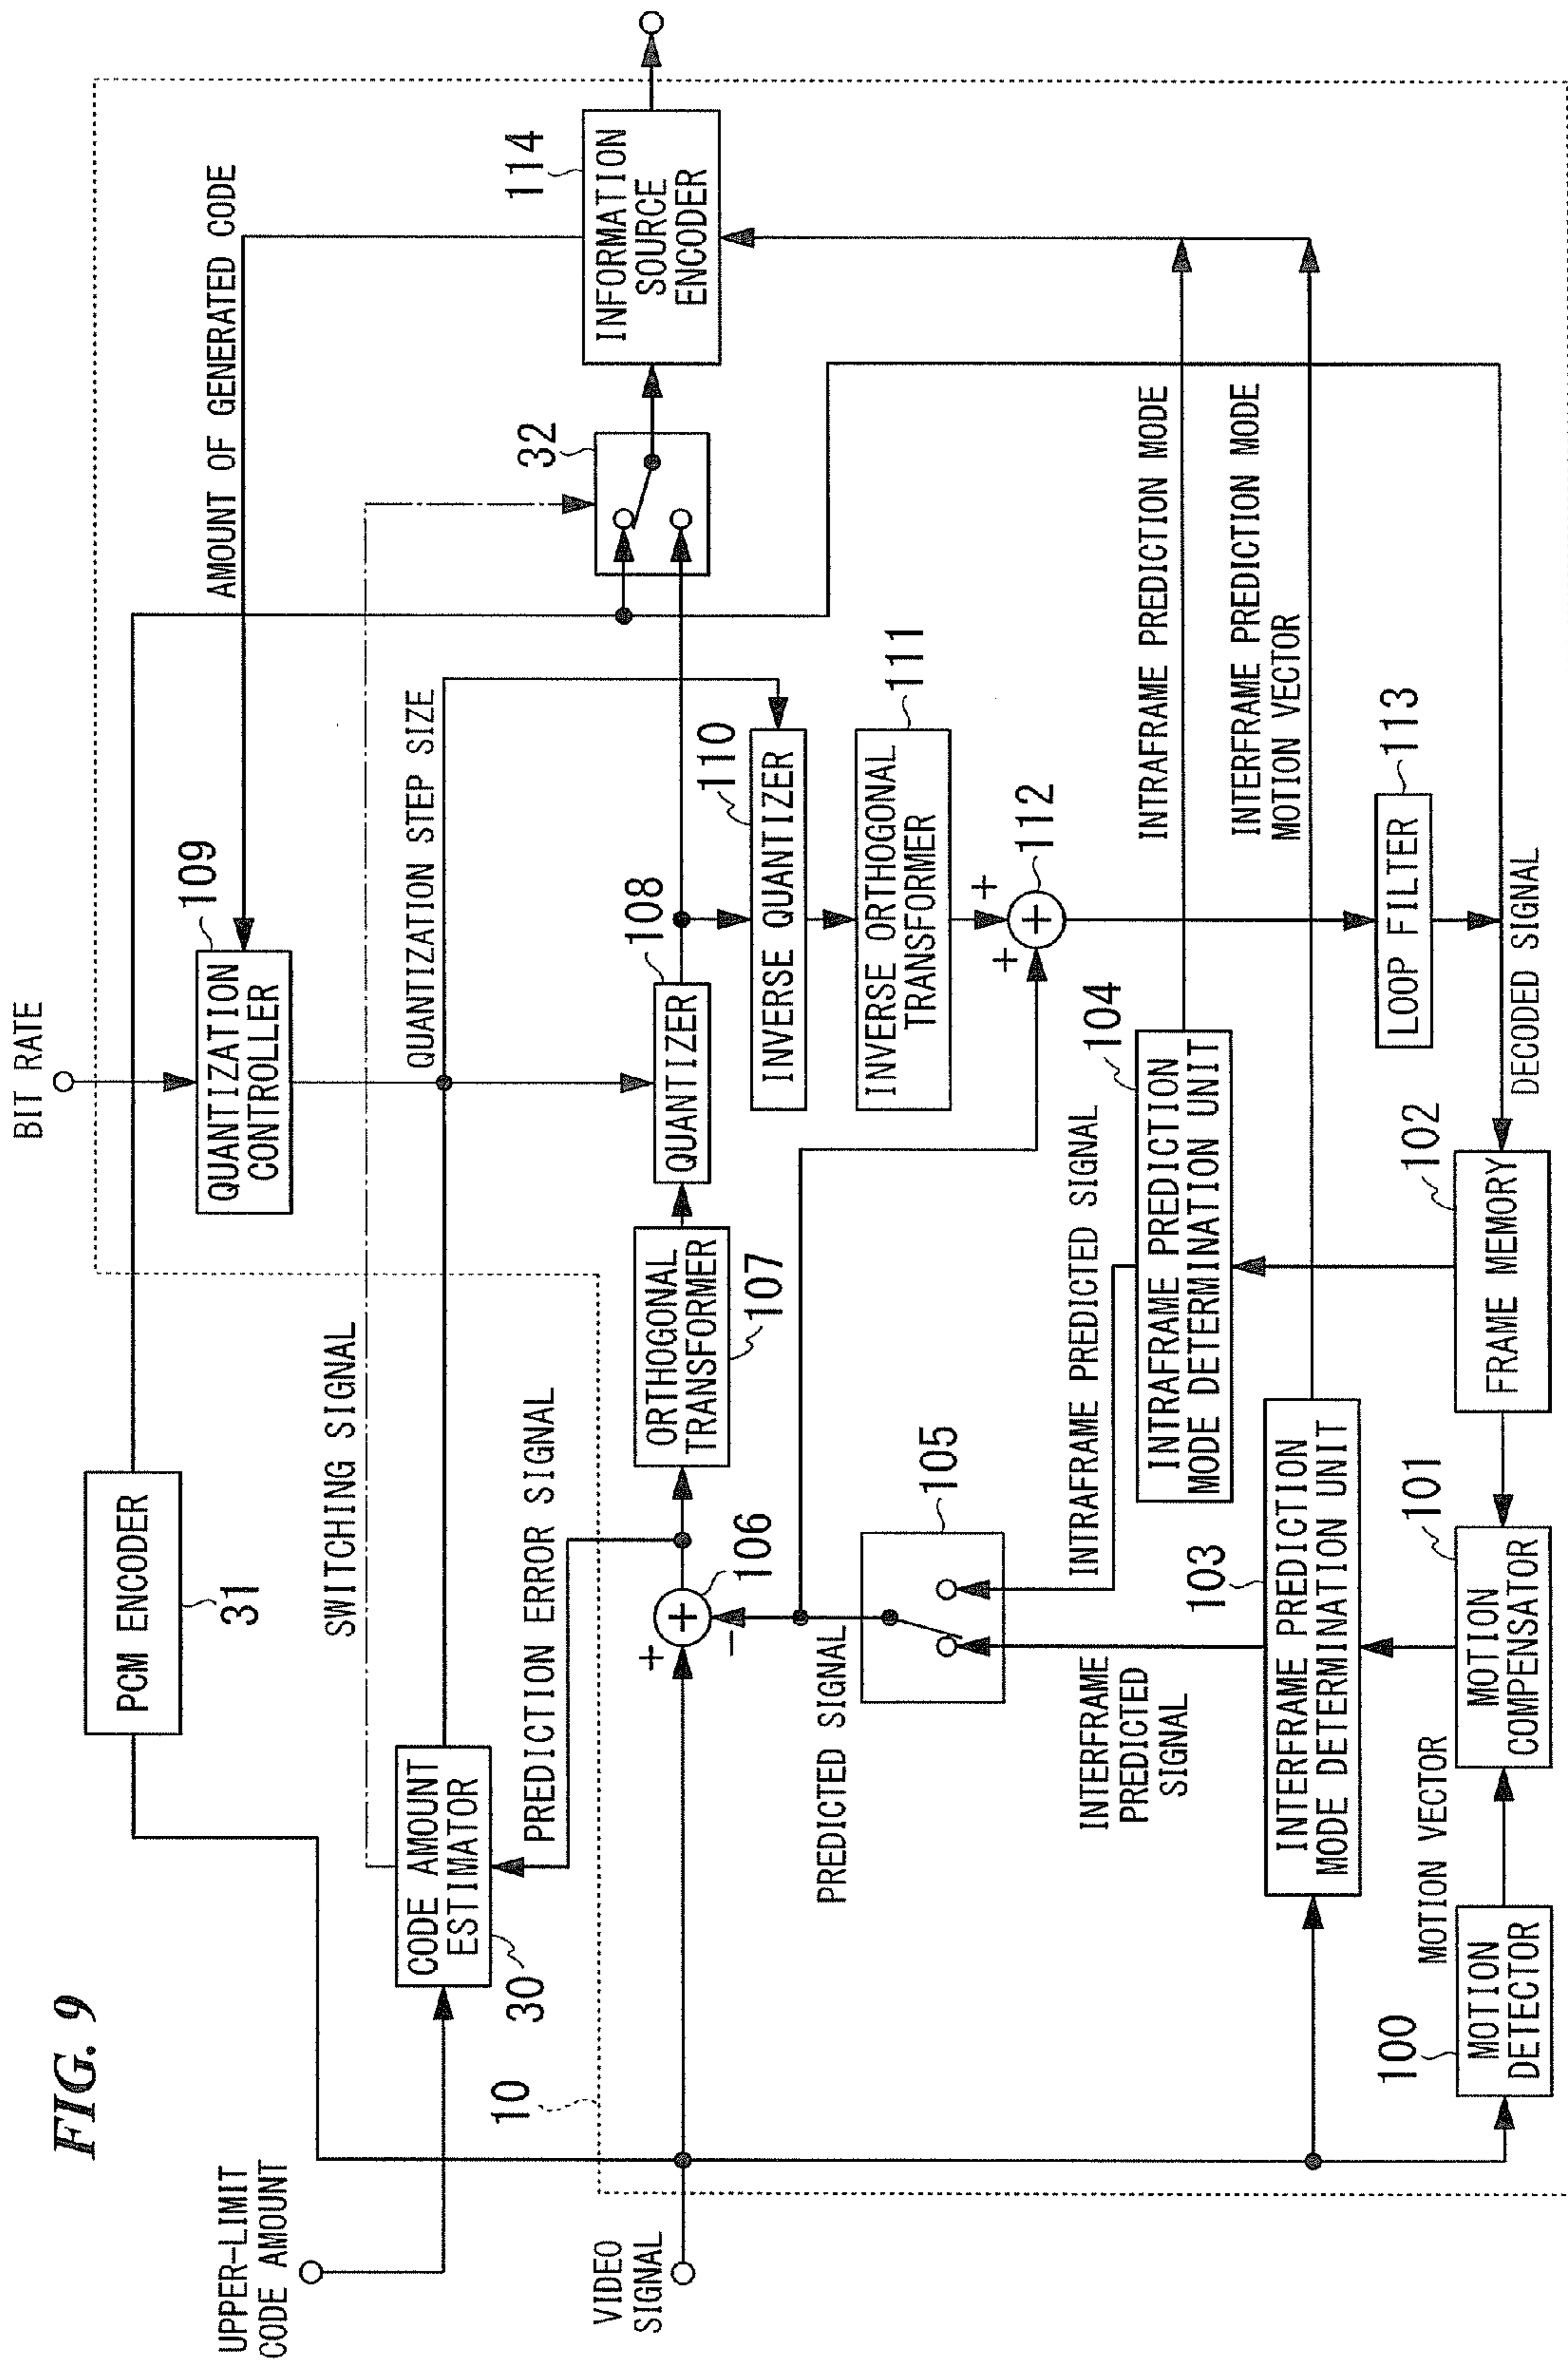 FIG. 9
BIT RATE
UPPER-LIMIT
CODE AMOUNT
VIDEO
SIGNAL
PCM ENCODER
31
QUANTIZATION
CONTROLLER
109
AMOUNT OF GENERATED CODE
SWITCHING SIGNAL
CODE AMOUNT
ESTIMATOR
30
QUANTIZATION STEP SIZE
PREDICTION ERROR SIGNAL
10
106
+
+
−
ORTHOGONAL
TRANSFORMER
107
QUANTIZER
108
32
INFORMATION
SOURCE
ENCODER
114
INVERSE QUANTIZER
110
INVERSE ORTHOGONAL
TRANSFORMER
111
PREDICTED SIGNAL
105
+
+
+
112
INTERFRAME
PREDICTED
SIGNAL
INTRAFRAME PREDICTED SIGNAL
INTRAFRAME PREDICTION
MODE DETERMINATION UNIT
104
INTRAFRAME PREDICTION MODE
INTERFRAME PREDICTION
MODE DETERMINATION UNIT
103
INTERFRAME PREDICTION MODE
MOTION VECTOR
LOOP FILTER
113
MOTION
DETECTOR
100
MOTION VECTOR
MOTION
COMPENSATOR
101
FRAME MEMORY
102
DECODED SIGNAL